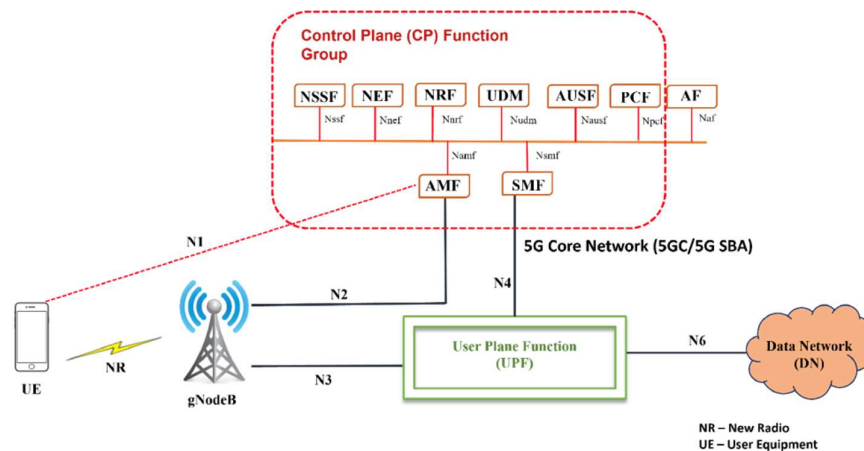 Control Plane (CP) Function
Group
NSSF
NEF
NRF
UDM
AUSF
PCF
AF
Nssf
Nnef
Nnrf
Nudm
Nausf
Npcf
Naf
Namf
Nsmf
AMF
SMF
N1
5G Core Network (5GC/5G SBA)
N4
N2
User Plane Function
(UPF)
N6
Data Network
(DN)
NR
N3
UE
gNodeB
NR – New Radio
UE – User Equipment